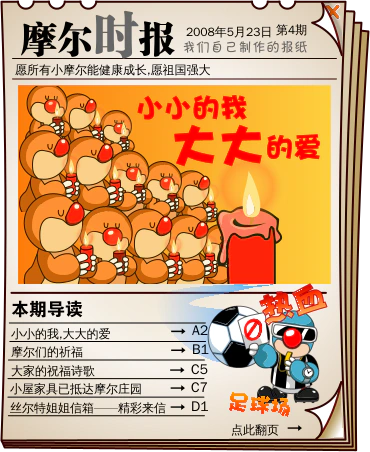 摩尔时报
2008年5月23日 第4期
我们自己制作的报纸
愿所有小摩尔能健康成长,愿祖国强大
小小的我
大大的爱
本期导读
小小的我,大大的爱 → A2
摩尔们的祈福 → B1
大家的祝福诗歌 → C5
小屋家具已抵达摩尔庄园 → C7
丝尔特姐姐信箱——精彩来信 → D1
热血
足球场
点此翻页 →